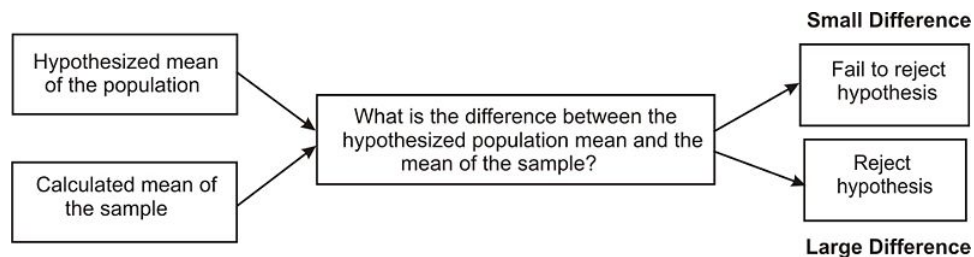 Hypothesized mean
of the population
Calculated mean of
the sample
What is the difference between the
hypothesized population mean and the
mean of the sample?
Small Difference
Fail to reject
hypothesis
Reject
hypothesis
Large Difference